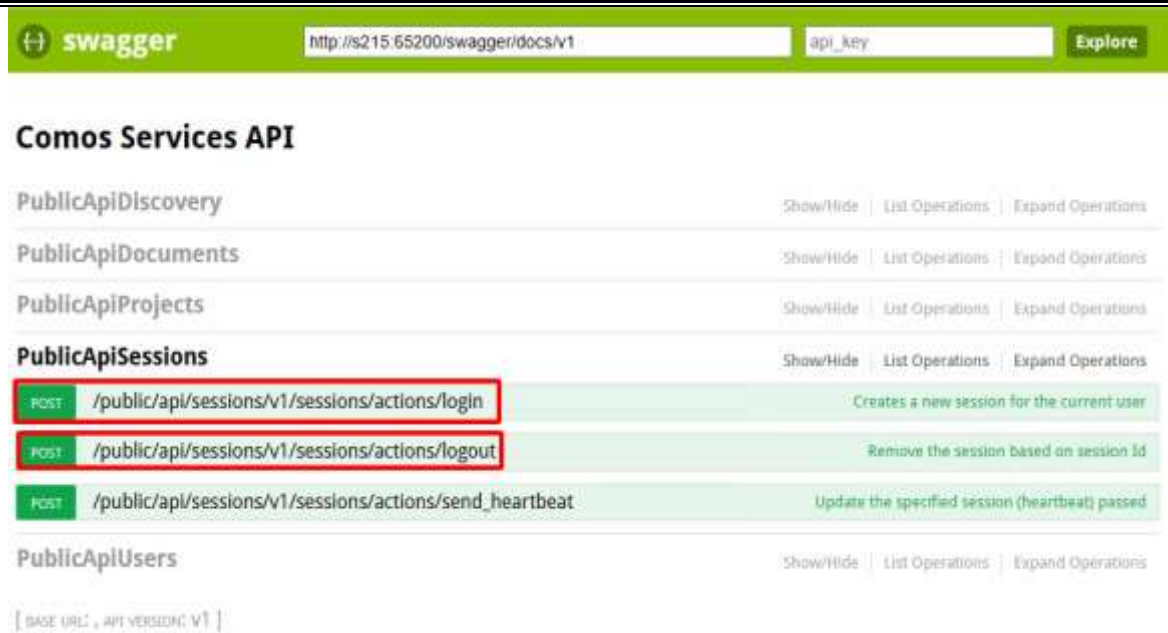 swagger http://s215:65200/swagger/docs/v1 api_key Explore
Comos Services API
PublicApiDiscovery Show/Hide List Operations Expand Operations
PublicApiDocuments Show/Hide List Operations Expand Operations
PublicApiProjects Show/Hide List Operations Expand Operations
PublicApiSessions Show/Hide List Operations Expand Operations
POST /public/api/sessions/v1/sessions/actions/login Creates a new session for the current user
POST /public/api/sessions/v1/sessions/actions/logout Remove the session based on session Id
POST /public/api/sessions/v1/sessions/actions/send_heartbeat Update the specified session (heartbeat) passed
PublicApiUsers Show/Hide List Operations Expand Operations
[ BASE URL: , API VERSION: V1 ]